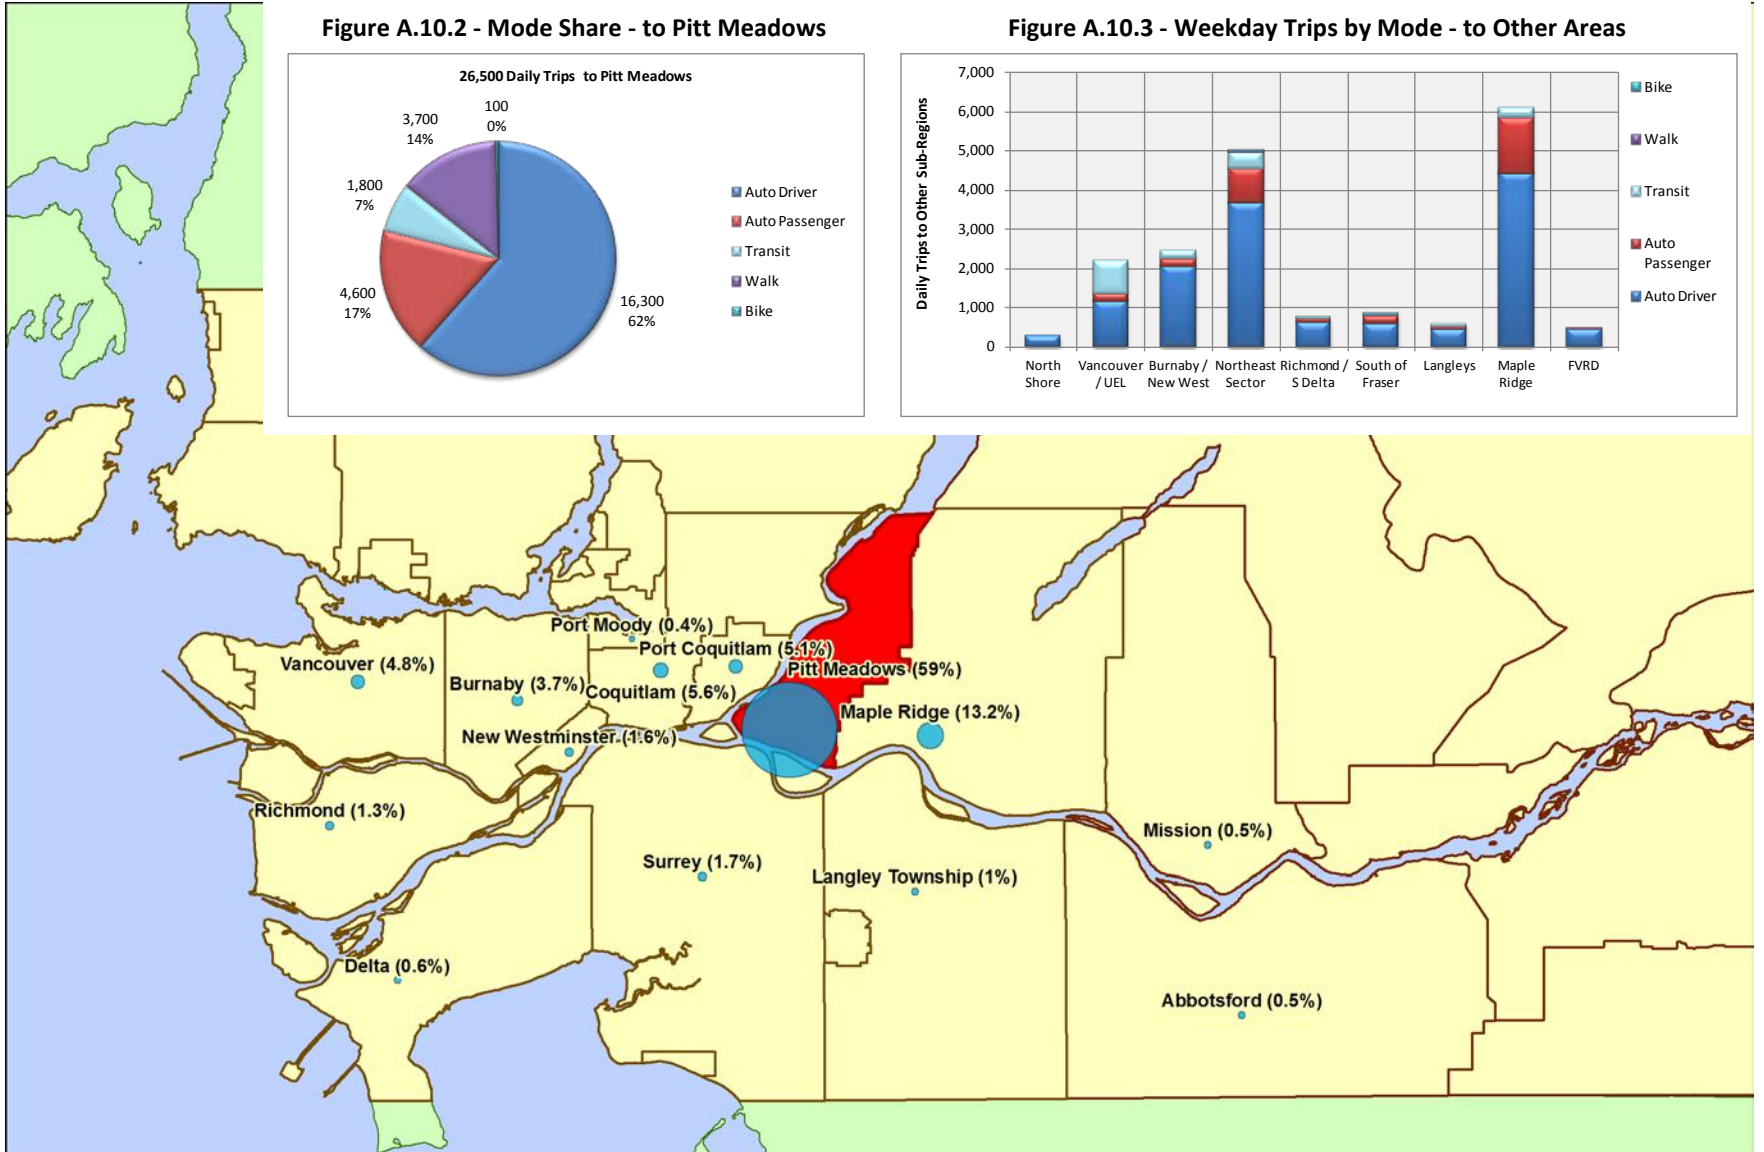 Figure A.10.2 - Mode Share - to Pitt Meadows
26,500 Daily Trips to Pitt Meadows
100
0%
3,700
14%
1,800
7%
4,600
17%
16,300
62%
Auto Driver
Auto Passenger
Transit
Walk
Bike
Figure A.10.3 - Weekday Trips by Mode - to Other Areas
Daily Trips to Other Sub-Regions
7,000
6,000
5,000
4,000
3,000
2,000
1,000
0
North
Shore
Vancouver
/ UEL
Burnaby /
New West
Northeast
Sector
Richmond /
S Delta
South of
Fraser
Langleys
Maple
Ridge
FVRD
Bike
Walk
Transit
Auto
Passenger
Auto Driver
Port Moody (0.4%)
Port Coquitlam (5.1%)
Vancouver (4.8%)
Pitt Meadows (59%)
Burnaby (3.7%)
Coquitlam (5.6%)
Maple Ridge (13.2%)
New Westminster (1.6%)
Richmond (1.3%)
Mission (0.5%)
Surrey (1.7%)
Langley Township (1%)
Delta (0.6%)
Abbotsford (0.5%)